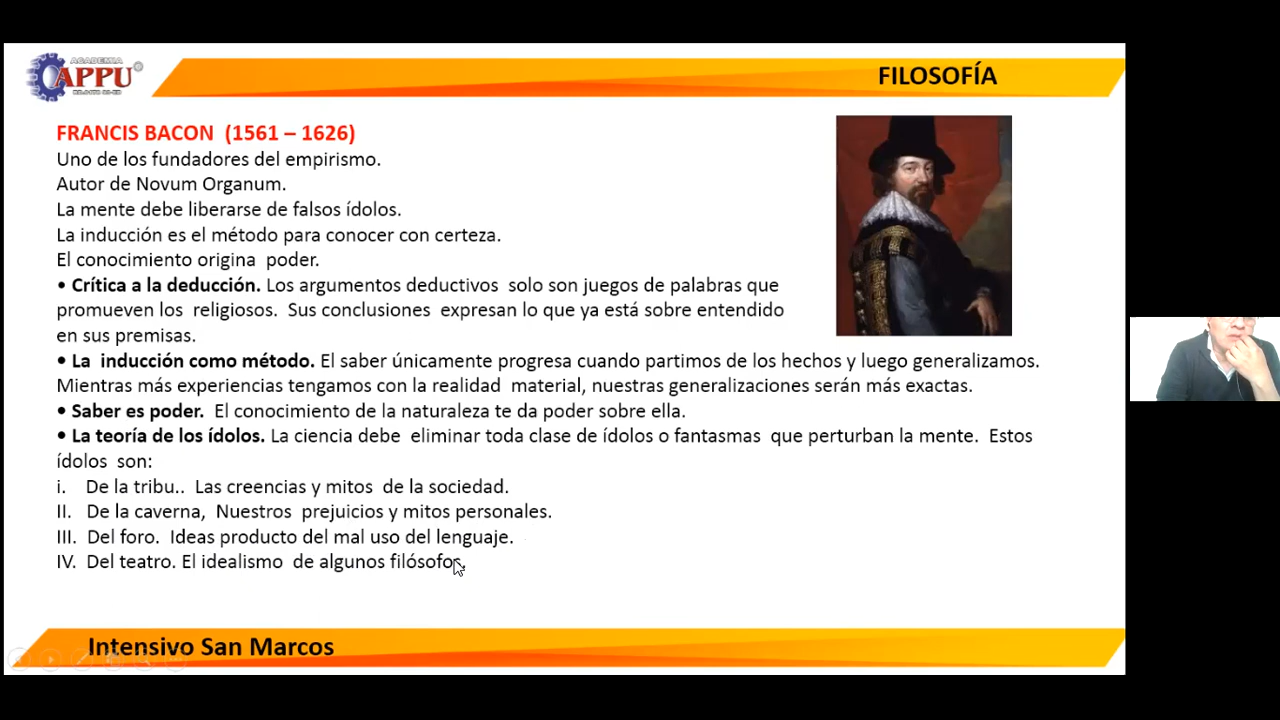 ACADEMIA
APPU
FILOSOFÍA
FRANCIS BACON (1561 – 1626)
Uno de los fundadores del empirismo.
Autor de Novum Organum.
La mente debe liberarse de falsos ídolos.
La inducción es el método para conocer con certeza.
El conocimiento origina poder.
• Crítica a la deducción. Los argumentos deductivos solo son juegos de palabras que
promueven los religiosos. Sus conclusiones expresan lo que ya está sobre entendido
en sus premisas.
• La inducción como método. El saber únicamente progresa cuando partimos de los hechos y luego generalizamos.
Mientras más experiencias tengamos con la realidad material, nuestras generalizaciones serán más exactas.
• Saber es poder. El conocimiento de la naturaleza te da poder sobre ella.
• La teoría de los ídolos. La ciencia debe eliminar toda clase de ídolos o fantasmas que perturban la mente. Estos
ídolos son:
i. De la tribu.. Las creencias y mitos de la sociedad.
II. De la caverna, Nuestros prejuicios y mitos personales.
III. Del foro. Ideas producto del mal uso del lenguaje.
IV. Del teatro. El idealismo de algunos filósofos.
Intensivo San Marcos